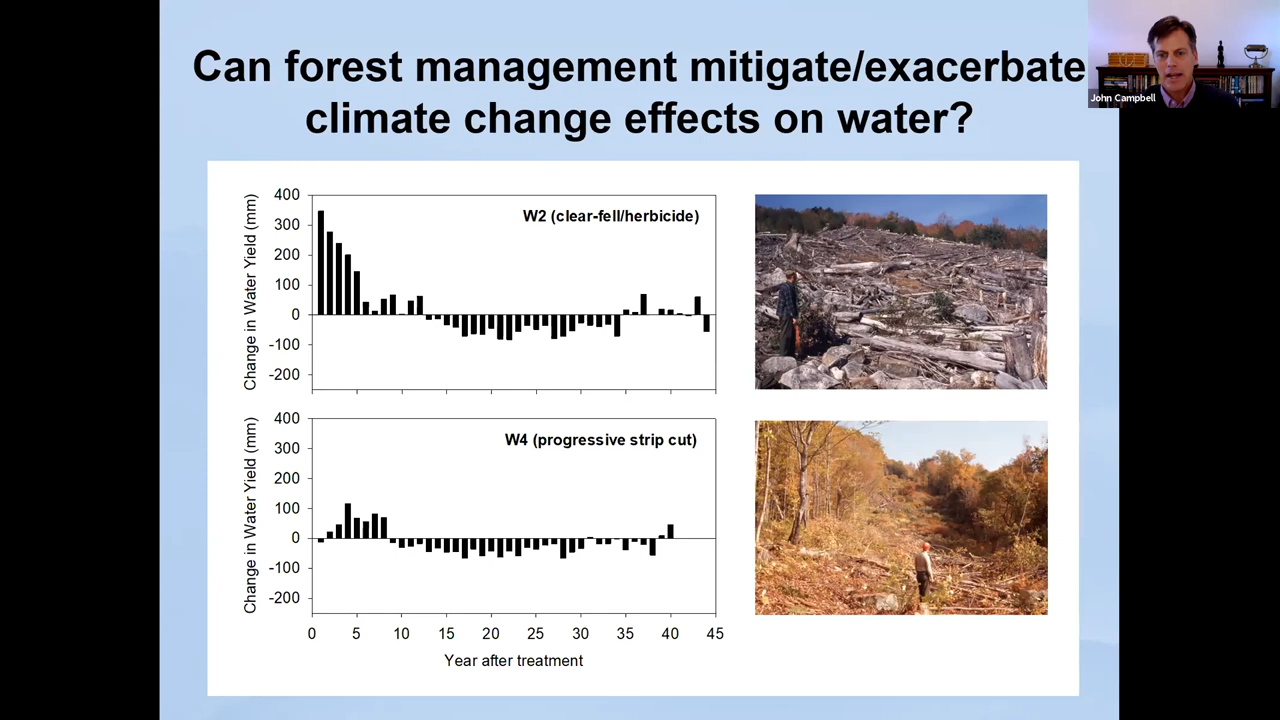 Can forest management mitigate/exacerbate
climate change effects on water?
John Campbell
Change in Water Yield (mm)
400
300
200
100
0
-100
-200
W2 (clear-fell/herbicide)
Change in Water Yield (mm)
400
300
200
100
0
-100
-200
W4 (progressive strip cut)
0 5 10 15 20 25 30 35 40 45
Year after treatment